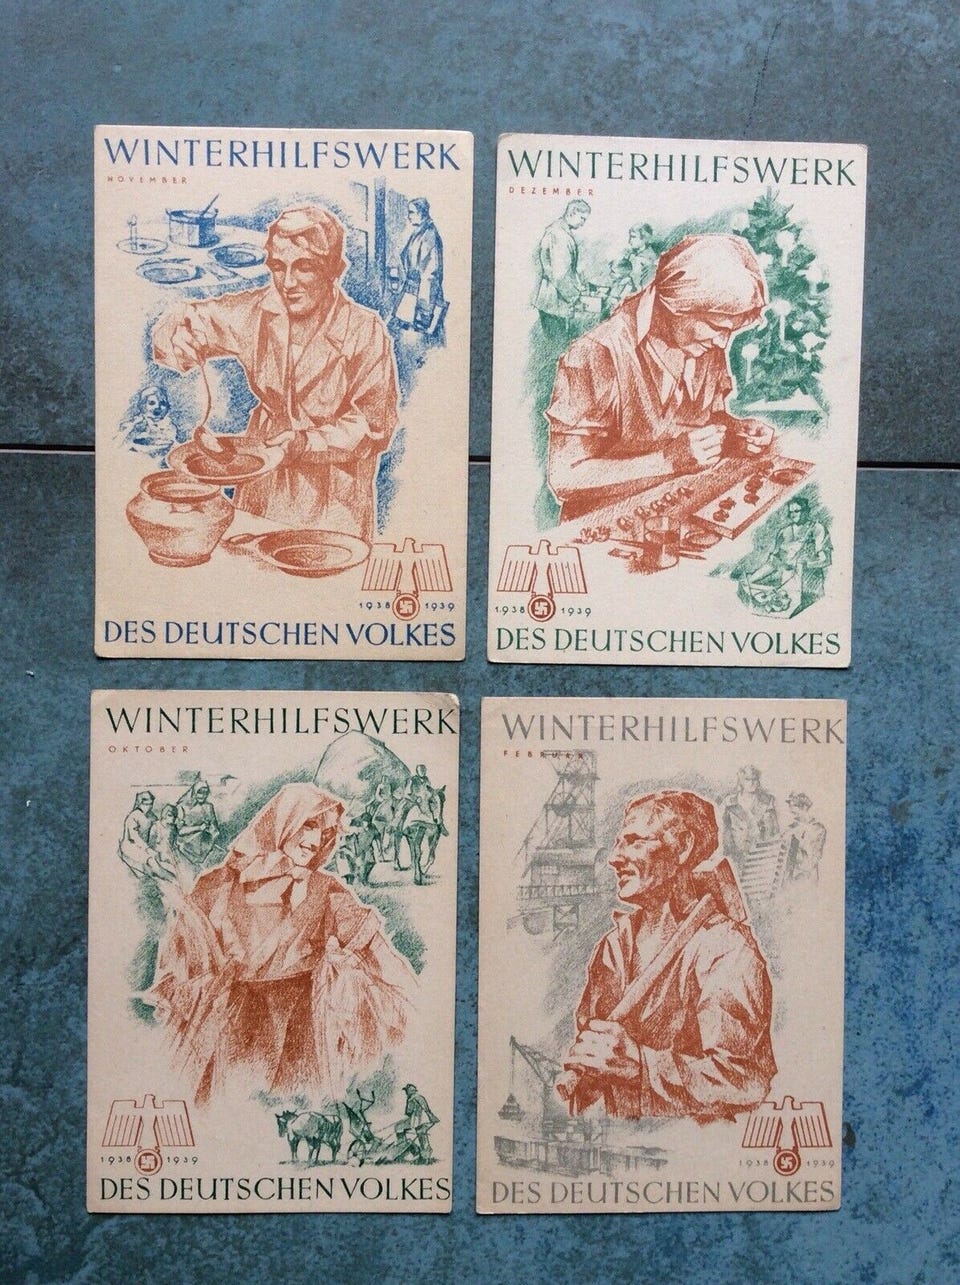 WINTERHILFSWERK
NOVEMBER
1938 1939
DES DEUTSCHEN VOLKES
WINTERHILFSWERK
DEZEMBER
1938 1939
DES DEUTSCHEN VOLKES
WINTERHILFSWERK
OKTOBER
1938 1939
DES DEUTSCHEN VOLKES
WINTERHILFSWERK
FEBRUAR
1938 1939
DES DEUTSCHEN VOLKES